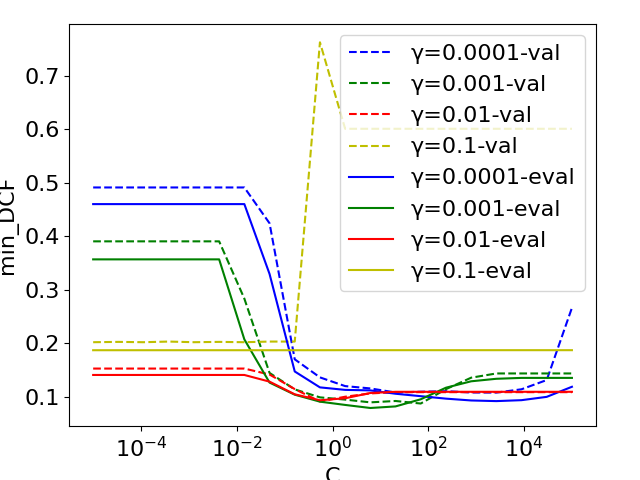 min_DCF
0.7
0.6
0.5
0.4
0.3
0.2
0.1
γ=0.0001-val
γ=0.001-val
γ=0.01-val
γ=0.1-val
γ=0.0001-eval
γ=0.001-eval
γ=0.01-eval
γ=0.1-eval
10⁻⁴ 10⁻² 10⁰ 10² 10⁴
C